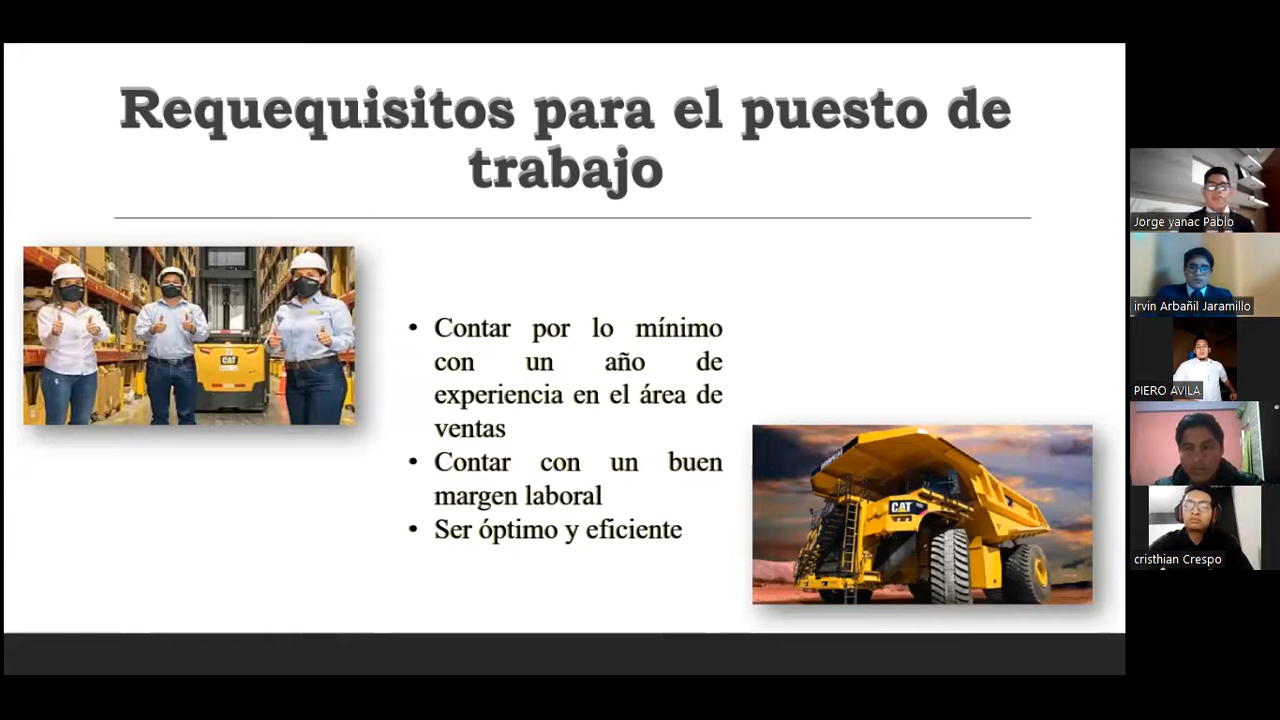 Requequisitos para el puesto de
trabajo
• Contar por lo mínimo
con un año de
experiencia en el área de
ventas
• Contar con un buen
margen laboral
• Ser óptimo y eficiente
CAT
CAT
Jorge yanac Pablo
irvin Arbañil Jaramillo
PIERO AVILA
cristhian Crespo